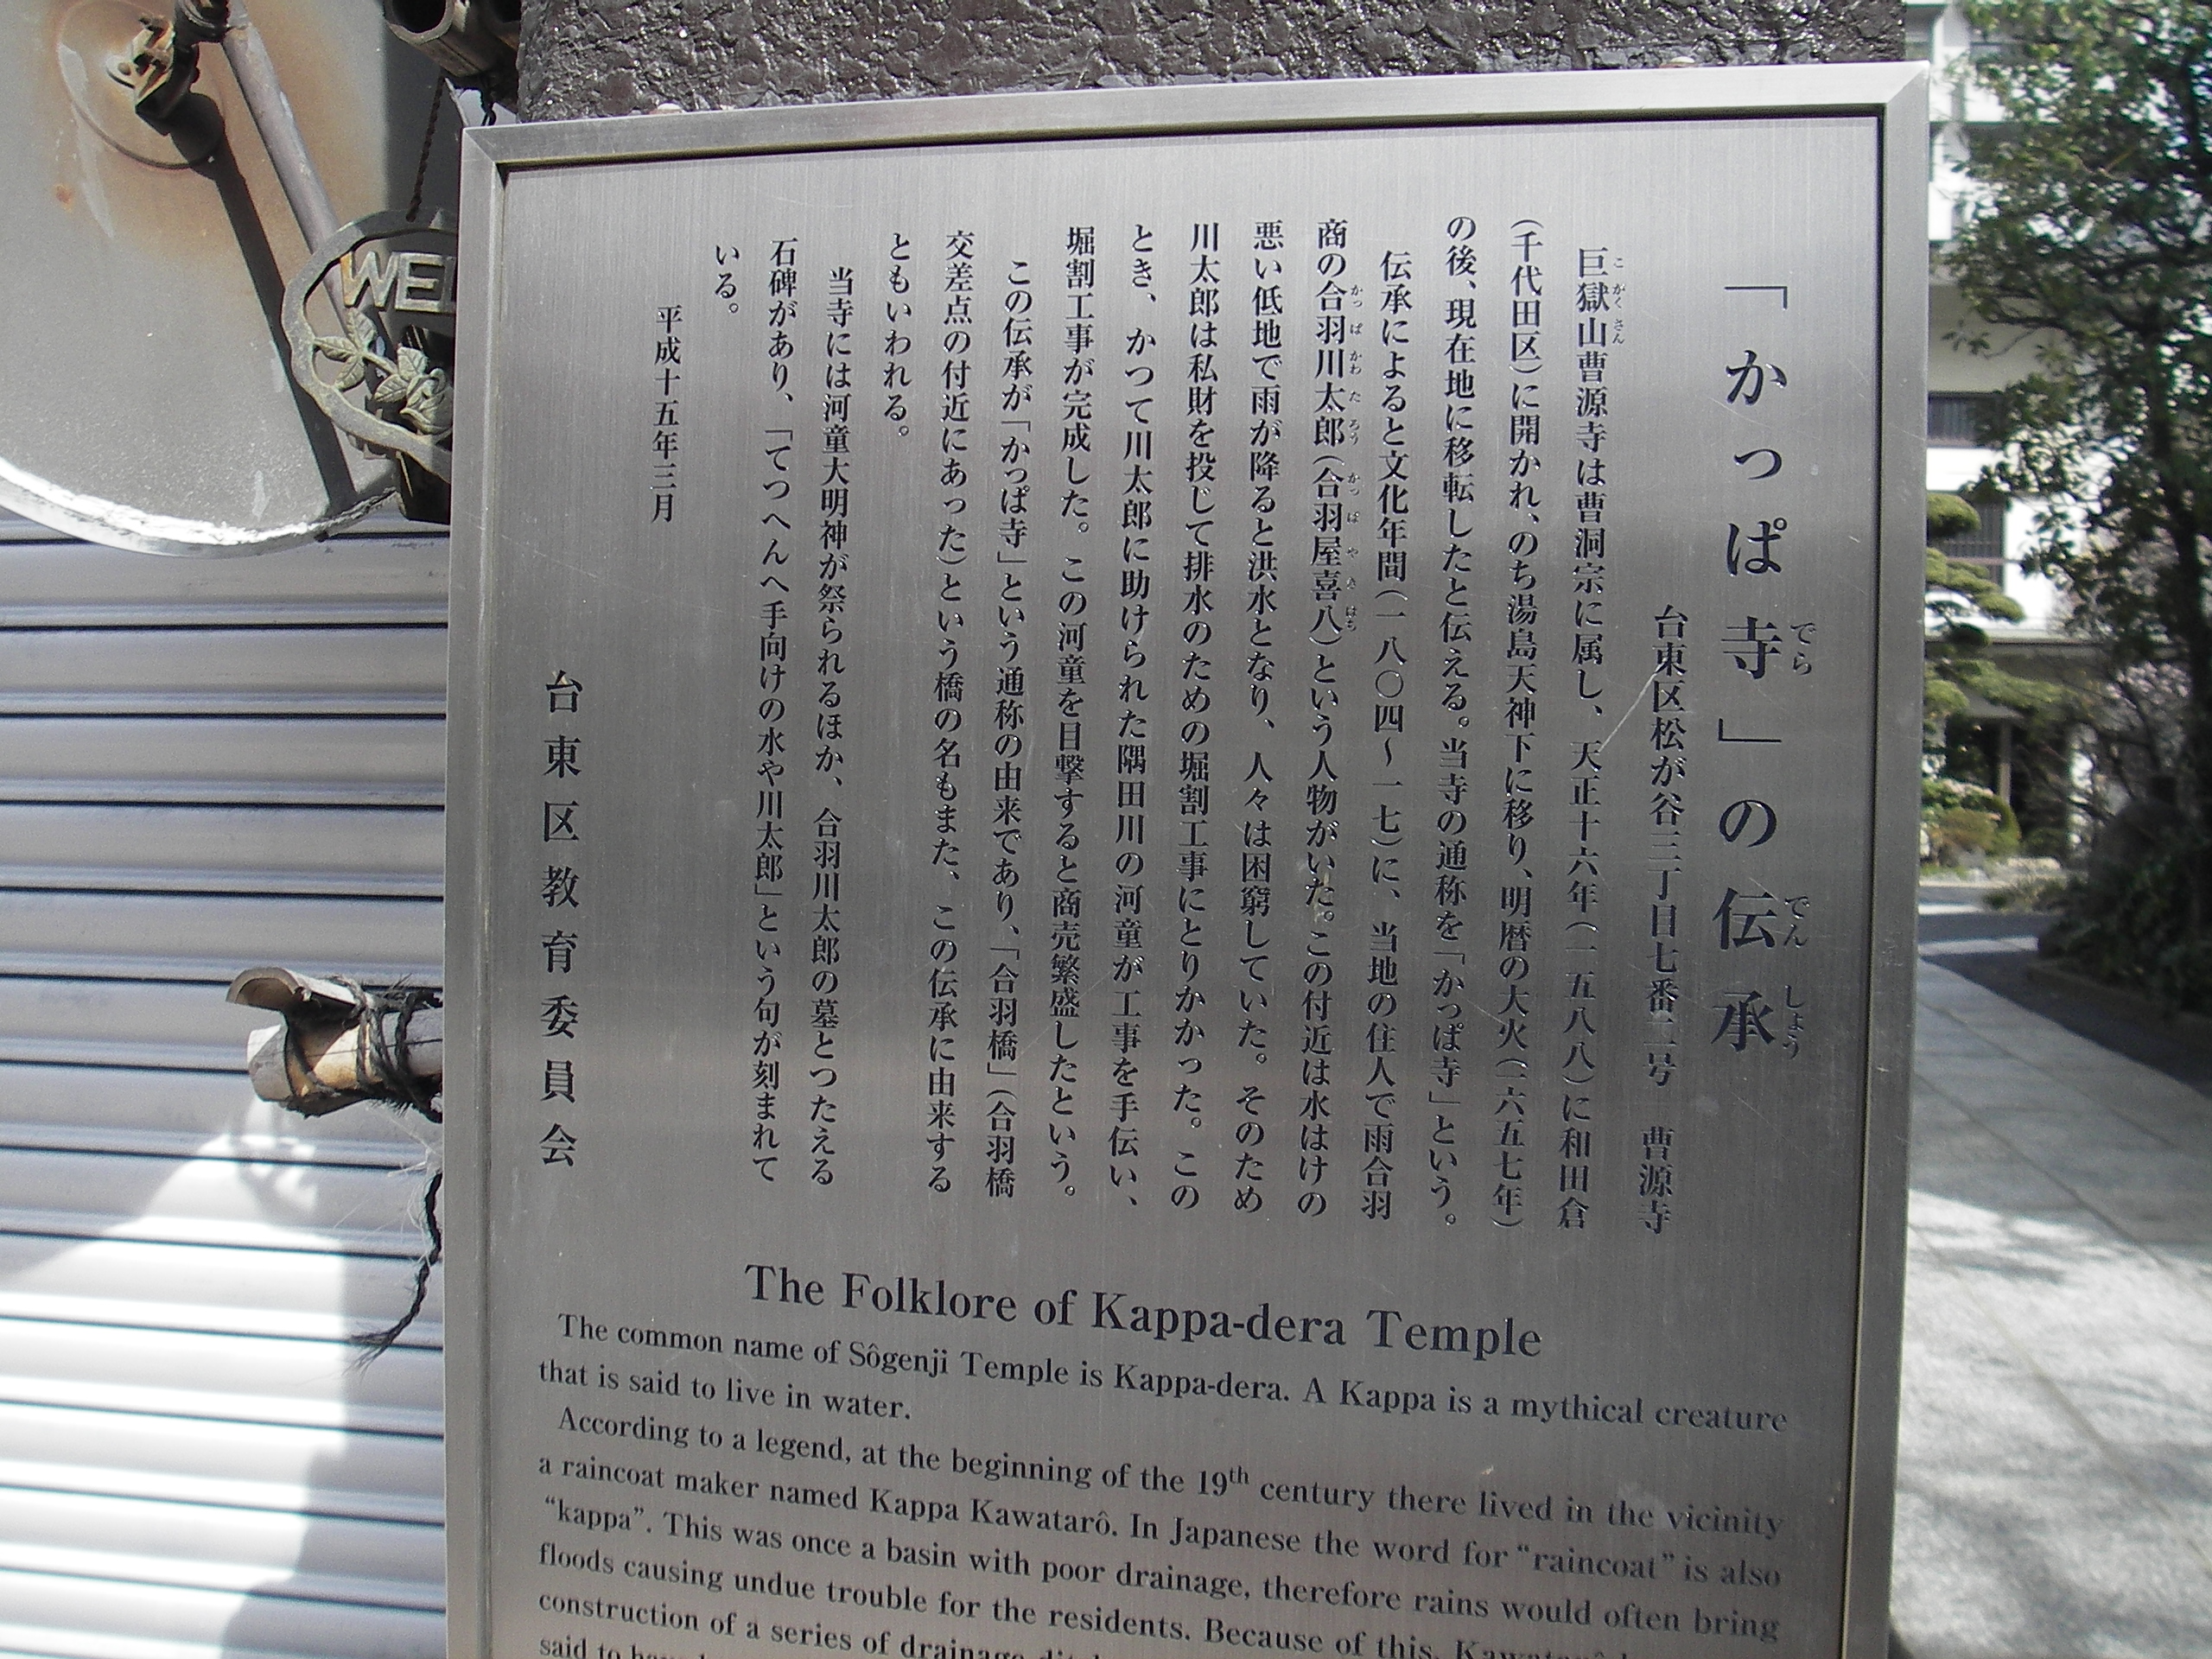 「かっぱ寺」の伝承
台東区松が谷三丁目七番二号　曹源寺
巨嶽山曹源寺は曹洞宗に属し、天正十六年(一五八八)に和田倉
(千代田区)に開かれ、のち湯島天神下に移り、明暦の大火(一六五七年)
の後、現在地に移転したと伝える。当寺の通称を「かっぱ寺」という。
伝承によると文化年間(一八〇四〜一七)に、当地の住人で雨合羽
商の合羽川太郎(合羽屋喜八)という人物がいた。この付近は水はけの
悪い低地で雨が降ると洪水となり、人々は困窮していた。そのため
川太郎は私財を投じて排水のための堀割工事にとりかかった。この
とき、かつて川太郎に助けられた隅田川の河童が工事を手伝い、
堀割工事が完成した。この河童を目撃すると商売繁盛したという。
この伝承が「かっぱ寺」という通称の由来であり、「合羽橋」(合羽橋
交差点の付近にあった)という橋の名もまた、この伝承に由来する
ともいわれる。
当寺には河童大明神が祭られるほか、合羽川太郎の墓とつたえる
石碑があり、「てつへんへ手向けの水や川太郎」という句が刻まれて
いる。
平成十五年三月
台東区教育委員会
The Folklore of Kappa-dera Temple
The common name of Sôgenji Temple is Kappa-dera. A Kappa is a mythical creature
that is said to live in water.
According to a legend, at the beginning of the 19th century there lived in the vicinity
a raincoat maker named Kappa Kawatarô. In Japanese the word for “raincoat” is also
“kappa”. This was once a basin with poor drainage, therefore rains would often bring
floods causing undue trouble for the residents. Because of this, Kawatarô
construction of a series of drainage
said to
WEL